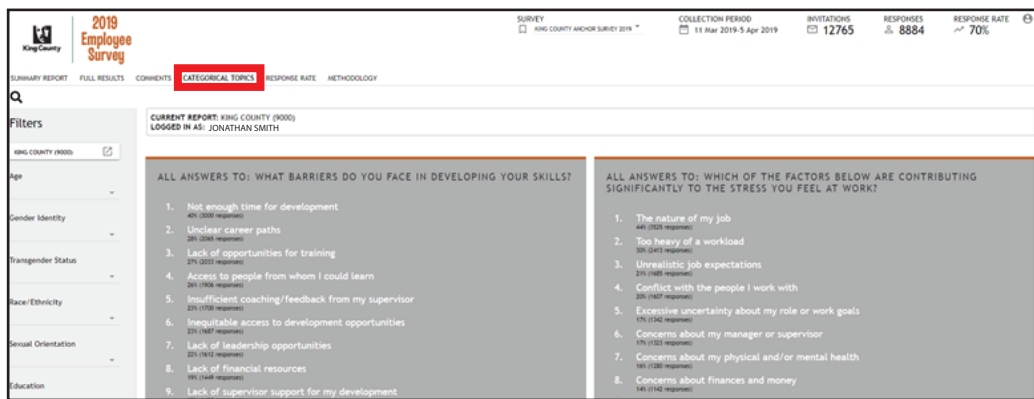 King County
2019
Employee
Survey
SURVEY
KING COUNTY ANCHOR SURVEY 2019
COLLECTION PERIOD
11 Mar 2019-5 Apr 2019
INVITATIONS
12765
RESPONSES
8884
RESPONSE RATE
70%
SUMMARY REPORT FULL RESULTS COMMENTS CATEGORICAL TOPICS RESPONSE RATE METHODOLOGY
Filters
KING COUNTY (9000)
Age
Gender Identity
Transgender Status
Race/Ethnicity
Sexual Orientation
Education
CURRENT REPORT: KING COUNTY (9000)
LOGGED IN AS: JONATHAN SMITH
ALL ANSWERS TO: WHAT BARRIERS DO YOU FACE IN DEVELOPING YOUR SKILLS?
1. Not enough time for development
40% (3000 responses)
2. Unclear career paths
28% (2065 responses)
3. Lack of opportunities for training
27% (2033 responses)
4. Access to people from whom I could learn
26% (1906 responses)
5. Insufficient coaching/feedback from my supervisor
23% (1700 responses)
6. Inequitable access to development opportunities
23% (1687 responses)
7. Lack of leadership opportunities
22% (1612 responses)
8. Lack of financial resources
19% (1449 responses)
9. Lack of supervisor support for my development
ALL ANSWERS TO: WHICH OF THE FACTORS BELOW ARE CONTRIBUTING
SIGNIFICANTLY TO THE STRESS YOU FEEL AT WORK?
1. The nature of my job
44% (3525 responses)
2. Too heavy of a workload
30% (2413 responses)
3. Unrealistic job expectations
21% (1685 responses)
4. Conflict with the people I work with
20% (1607 responses)
5. Excessive uncertainty about my role or work goals
17% (1342 responses)
6. Concerns about my manager or supervisor
17% (1323 responses)
7. Concerns about my physical and/or mental health
16% (1280 responses)
8. Concerns about finances and money
14% (1142 responses)